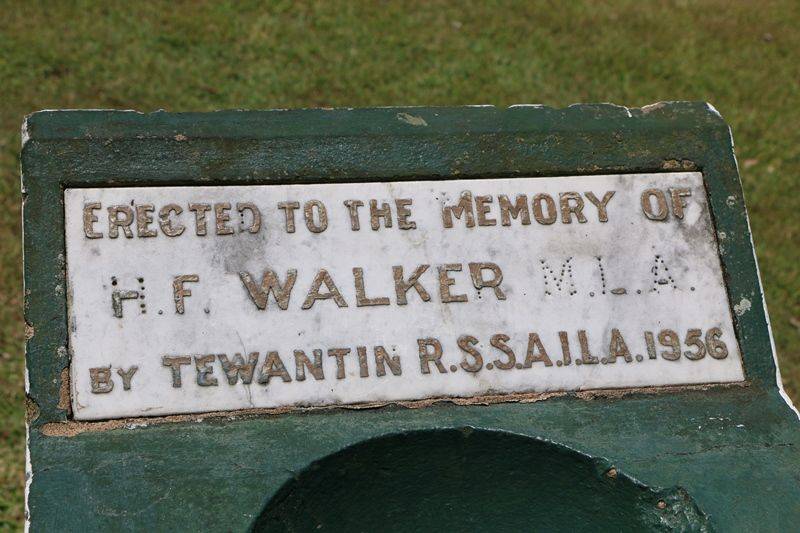 ERECTED TO THE MEMORY OF
H.F. WALKER M.L.A.
BY TEWANTIN R.S.S.A.I.L.A. 1956